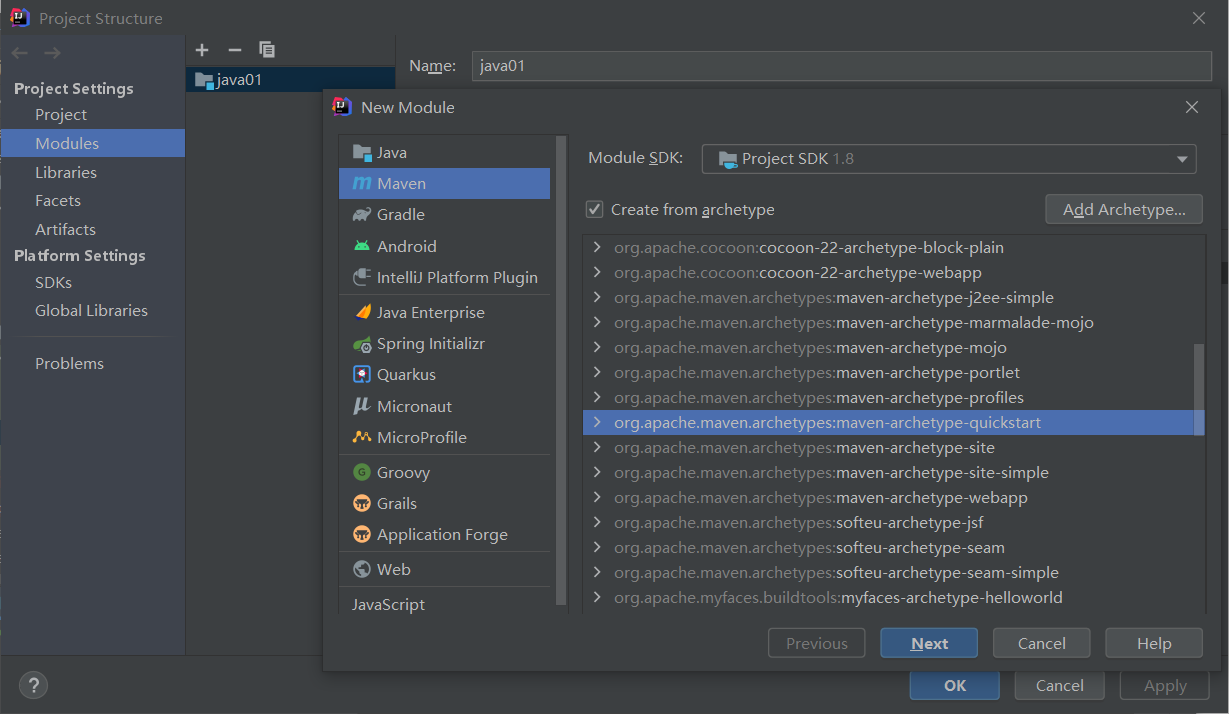 Project Structure
Project Settings
Project
Modules
Libraries
Facets
Artifacts
Platform Settings
SDKs
Global Libraries
Problems
java01
Name: java01
New Module
Java
Maven
Gradle
Android
IntelliJ Platform Plugin
Java Enterprise
Spring Initializr
Quarkus
Micronaut
MicroProfile
Groovy
Grails
Application Forge
Web
JavaScript
Module SDK: Project SDK 1.8
Create from archetype Add Archetype...
org.apache.cocoon:cocoon-22-archetype-block-plain
org.apache.cocoon:cocoon-22-archetype-webapp
org.apache.maven.archetypes:maven-archetype-j2ee-simple
org.apache.maven.archetypes:maven-archetype-marmalade-mojo
org.apache.maven.archetypes:maven-archetype-mojo
org.apache.maven.archetypes:maven-archetype-portlet
org.apache.maven.archetypes:maven-archetype-profiles
org.apache.maven.archetypes:maven-archetype-quickstart
org.apache.maven.archetypes:maven-archetype-site
org.apache.maven.archetypes:maven-archetype-site-simple
org.apache.maven.archetypes:maven-archetype-webapp
org.apache.maven.archetypes:softeu-archetype-jsf
org.apache.maven.archetypes:softeu-archetype-seam
org.apache.maven.archetypes:softeu-archetype-seam-simple
org.apache.myfaces.buildtools:myfaces-archetype-helloworld
Previous Next Cancel Help
? OK Cancel Apply